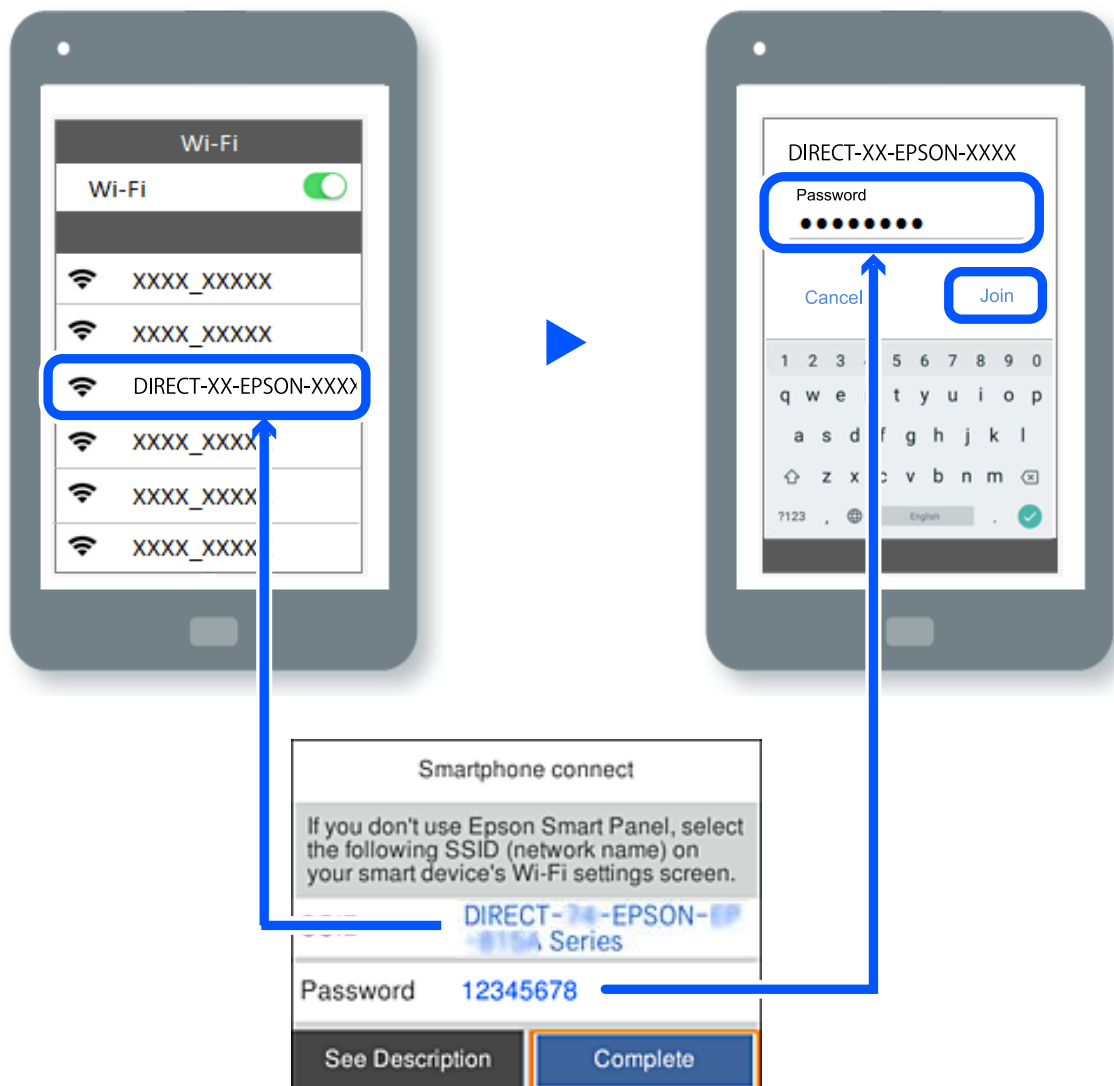 Wi-Fi
Wi-Fi
XXXX_XXXXX
XXXX_XXXXX
DIRECT-XX-EPSON-XXXX
XXXX_XXXX
XXXX_XXXX
XXXX_XXXX
DIRECT-XX-EPSON-XXXX
Password
••••••••
Cancel
Join
1 2 3 4 5 6 7 8 9 0
q w e t y u i o p
a s d f g h j k l
z x c v b n m
?123 , English .
Smartphone connect
If you don't use Epson Smart Panel, select
the following SSID (network name) on
your smart device's Wi-Fi settings screen.
DIRECT- -EPSON-
Series
Password 12345678
See Description
Complete